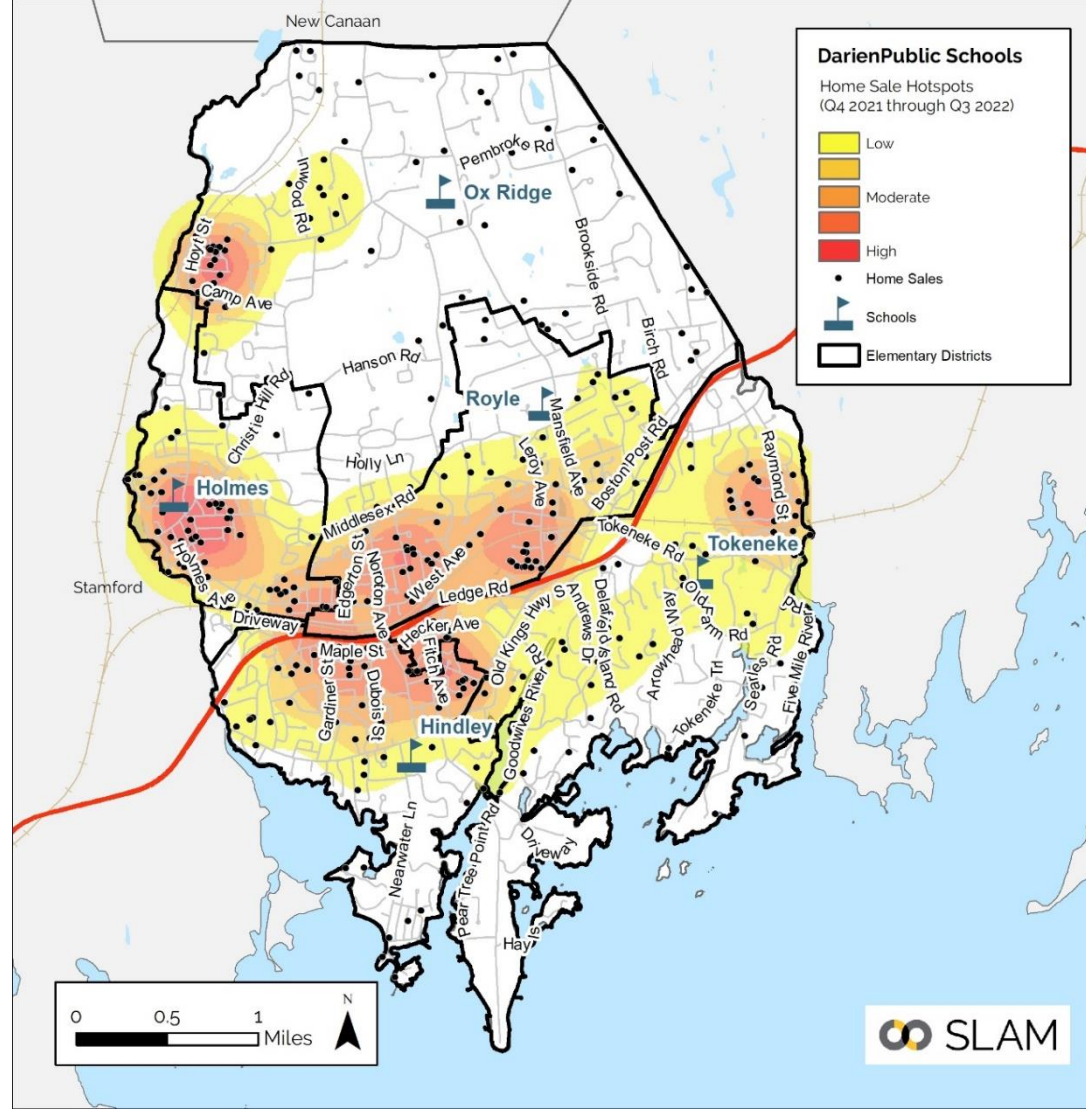 New Canaan
DarienPublic Schools
Home Sale Hotspots
(Q4 2021 through Q3 2022)
Low
Moderate
High
Home Sales
Schools
Elementary Districts
Pembroke Rd
Inwood Rd
Ox Ridge
Hoyt St
Brookside Rd
Camp Ave
Birch Rd
Hanson Rd
Christie Hill Rd
Royle
Mansfield Ave
Leroy Ave
Boston Post Rd
Raymond St
Holly Ln
Holmes
Middlesex Rd
Tokeneke Rd
Tokeneke
Edgerton St
Noroton Ave
West Ave
Stamford
Holmes Ave
Ledge Rd
Driveway
Hecker Ave
Old Kings Hwy S
Andrews Dr
Delafield Island Rd
Old Farm Rd
Maple St
Fitch Ave
Arrowhead Way
Gardiner St
Dubois St
Goodwives River Rd
Searles Rd
Five Mile River Rd
Tokeneke Trl
Hindley
Nearwater Ln
Pear Tree Point Rd
Driveway
Hay Is
0 0.5 1
Miles
N
SLAM